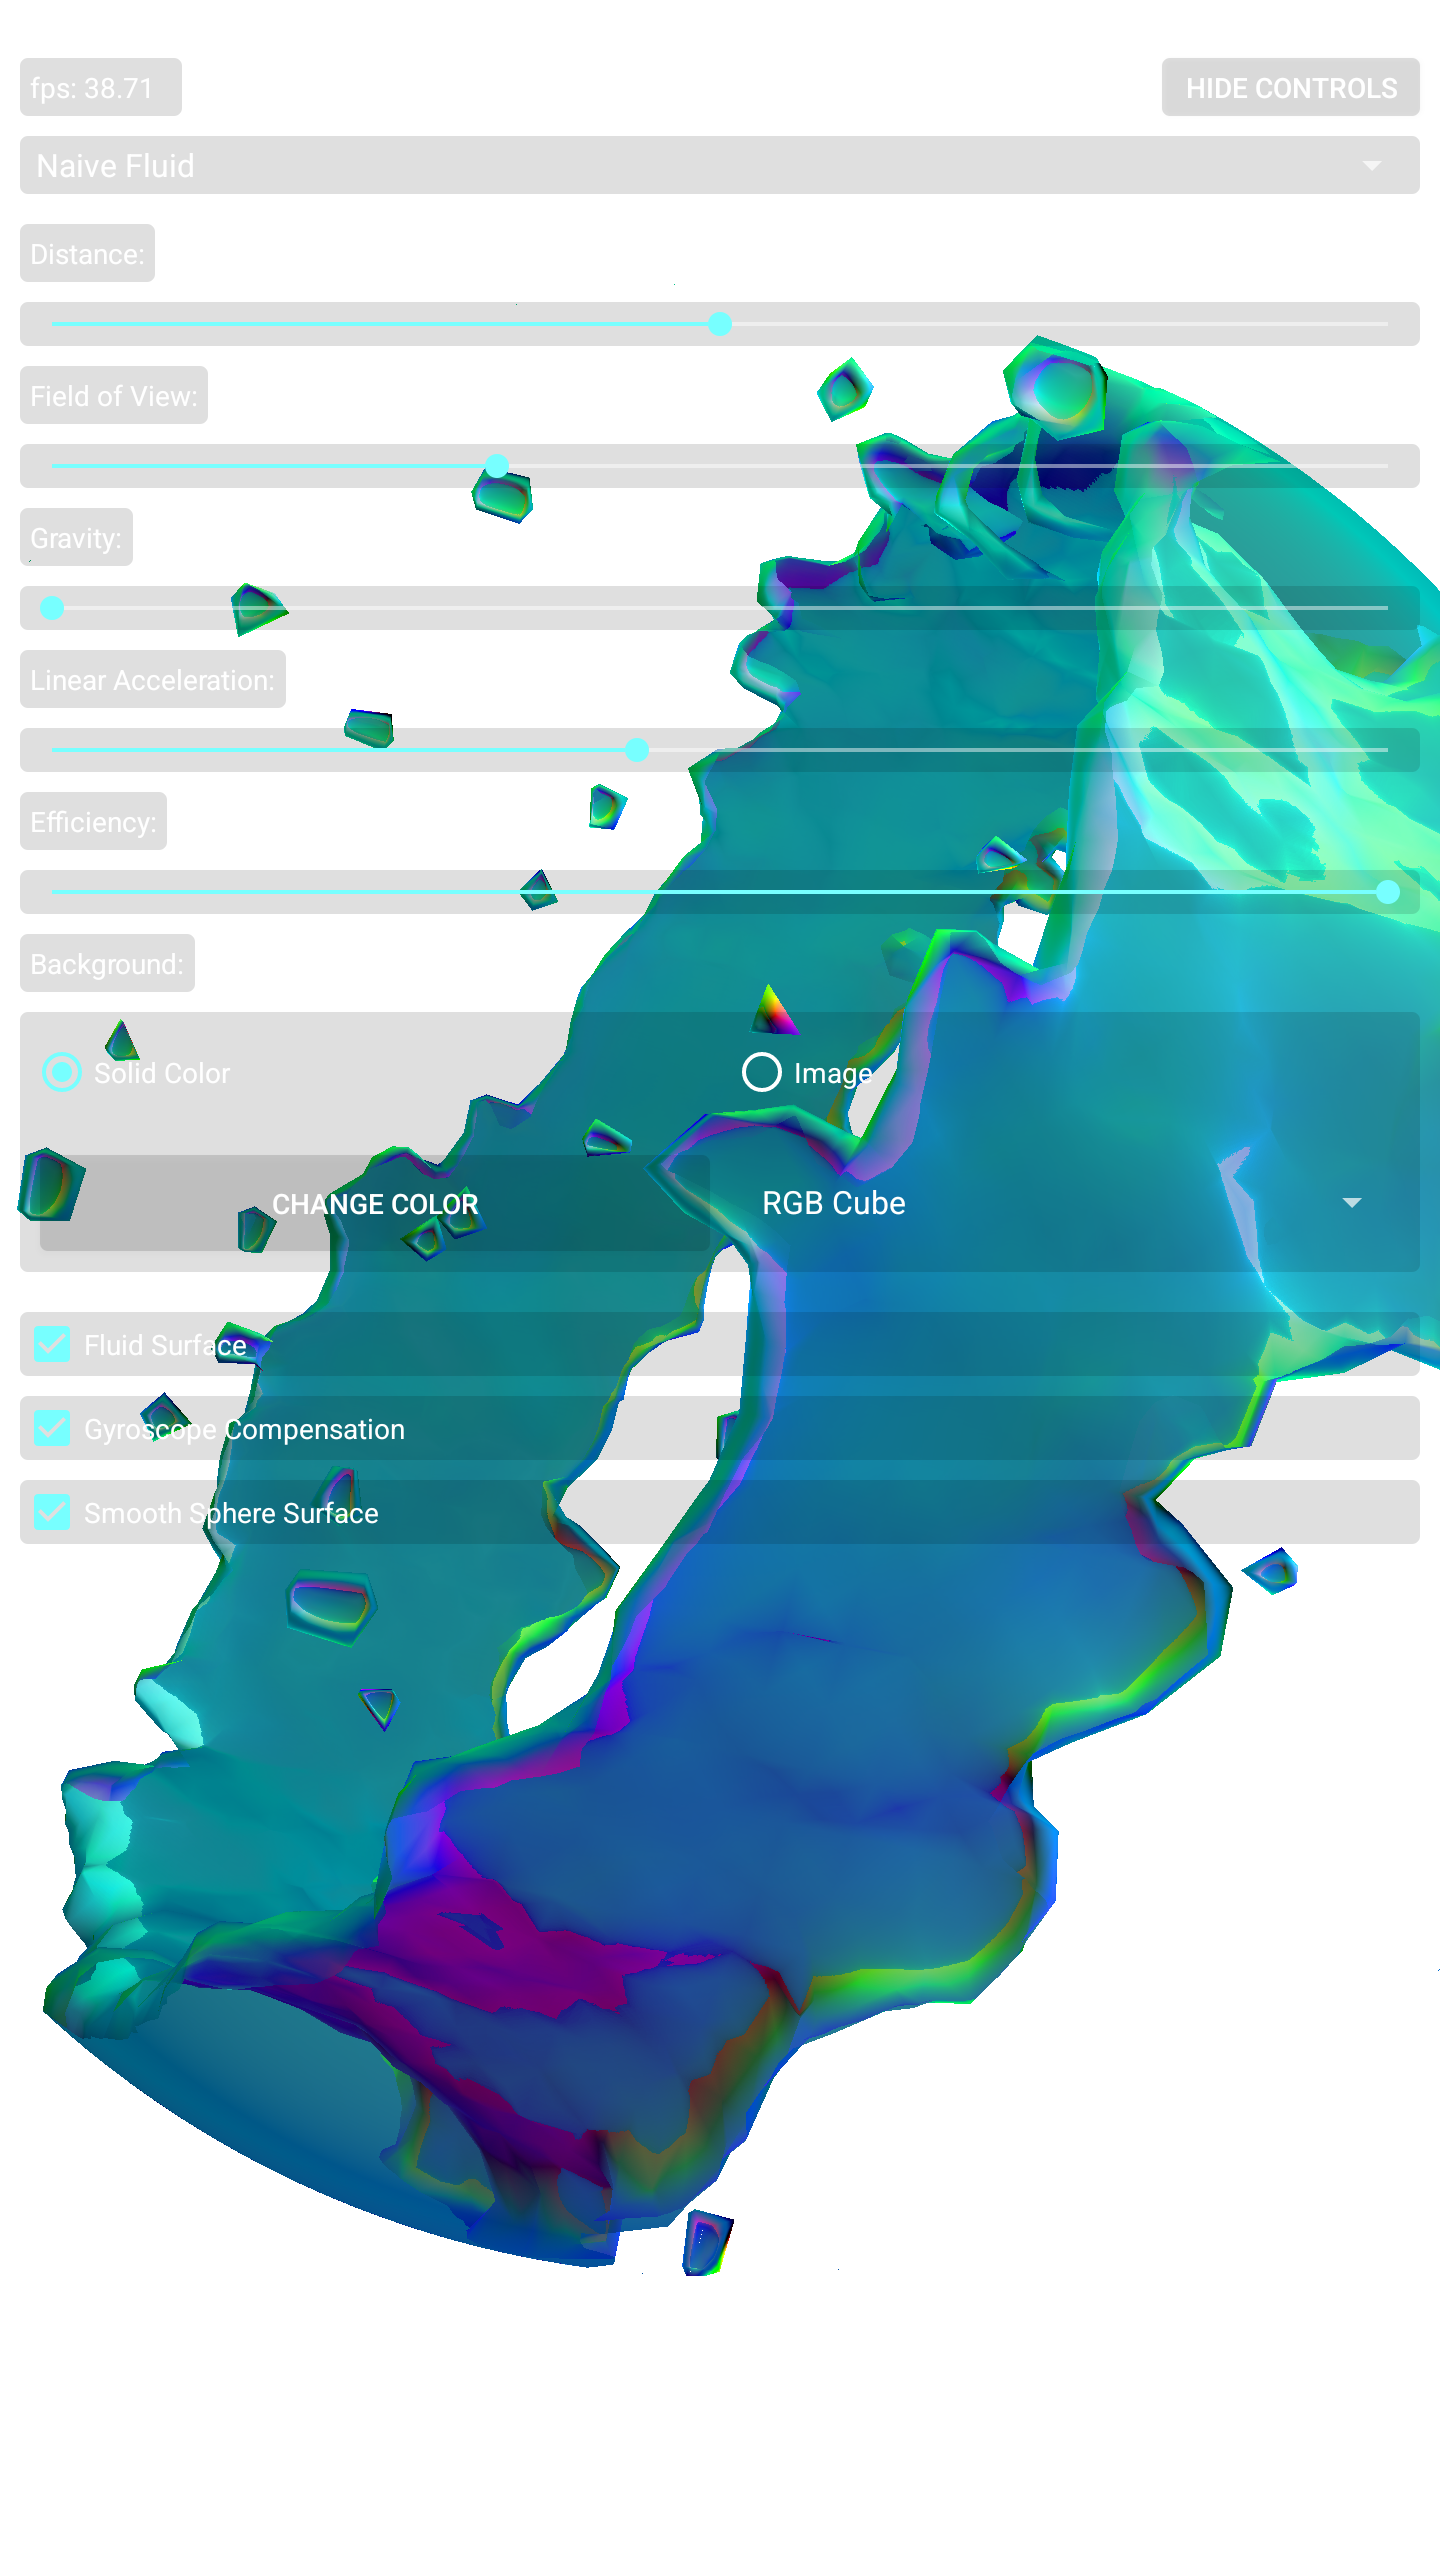 fps: 38.71
HIDE CONTROLS
Naive Fluid
Distance:
Field of View:
Gravity:
Linear Acceleration:
Efficiency:
Background:
Solid Color
Image
CHANGE COLOR
RGB Cube
Fluid Surface
Gyroscope Compensation
Smooth Sphere Surface